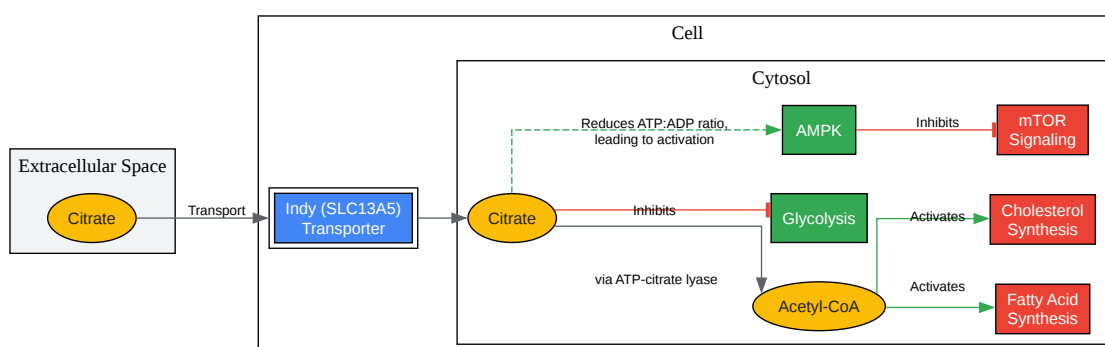 Cell
Cytosol
Reduces ATP:ADP ratio,
leading to activation
AMPK
Inhibits
mTOR
Signaling
Extracellular Space
Citrate
Transport
Indy (SLC13A5)
Transporter
Citrate
Inhibits
Glycolysis
Activates
Cholesterol
Synthesis
via ATP-citrate lyase
Acetyl-CoA
Activates
Fatty Acid
Synthesis